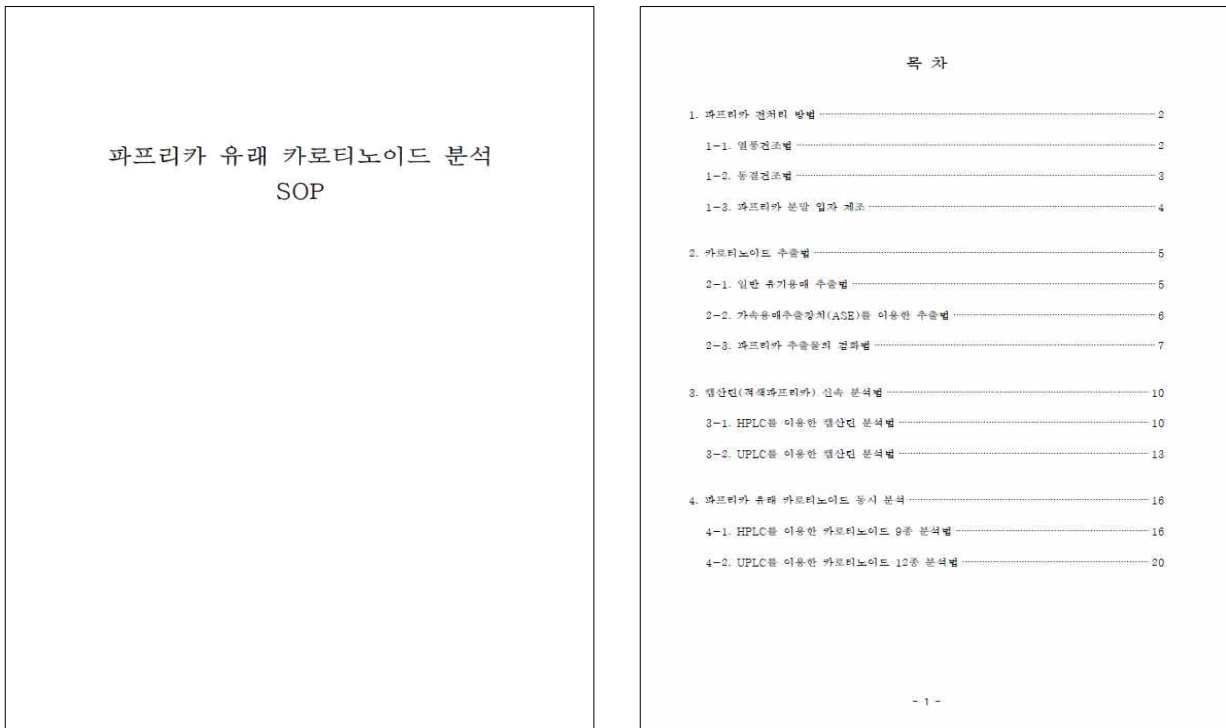 파프리카 유래 카로티노이드 분석
SOP
목 차
1. 파프리카 전처리 방법 2
1-1. 열풍건조법 2
1-2. 동결건조법 3
1-3. 파프리카 분말 입자 제조 4
2. 카로티노이드 추출법 5
2-1. 일반 유기용매 추출법 5
2-2. 가속용매추출장치(ASE)를 이용한 추출법 6
2-3. 파프리카 추출물의 검화법 7
3. 캡산틴(적색파프리카) 신속 분석법 10
3-1. HPLC를 이용한 캡산틴 분석법 10
3-2. UPLC를 이용한 캡산틴 분석법 13
4. 파프리카 유래 카로티노이드 동시 분석 16
4-1. HPLC를 이용한 카로티노이드 9종 분석법 16
4-2. UPLC를 이용한 카로티노이드 12종 분석법 20
- 1 -